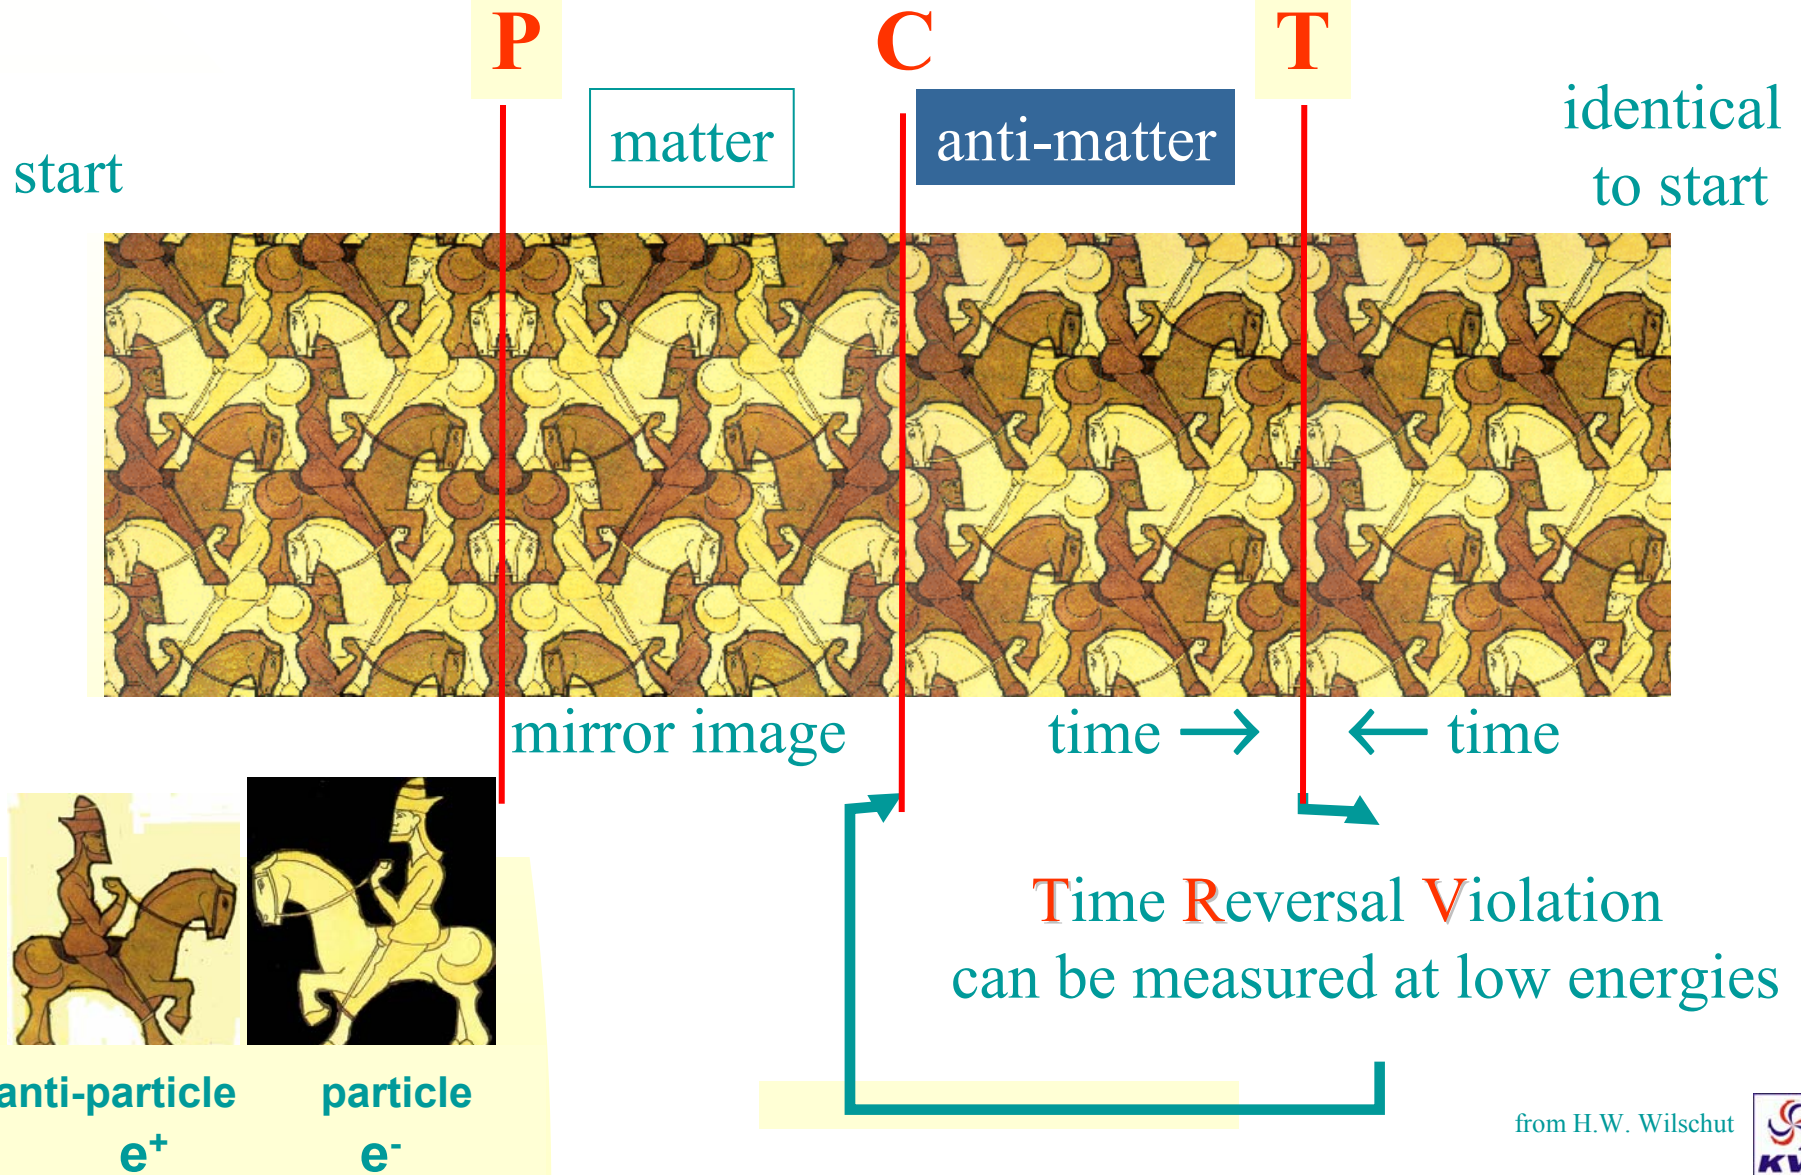 P C T
start
matter
anti-matter
identical
to start
mirror image
time → ← time
Time Reversal Violation
can be measured at low energies
anti-particle particle
e⁺ e⁻
from H.W. Wilschut